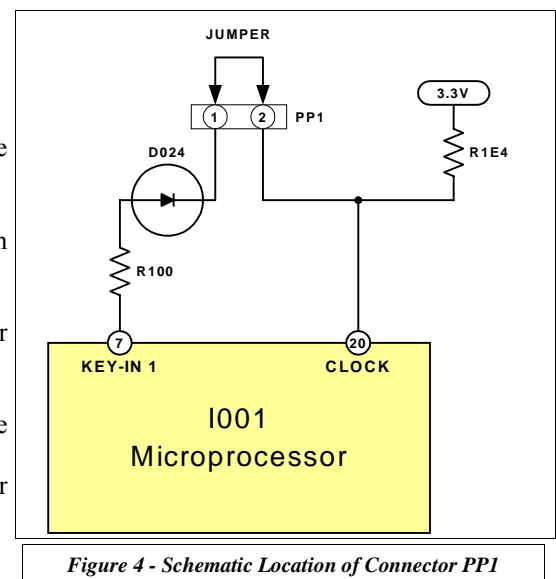 JUMPER
3.3V
1 2 PP1
D024
R1E4
R100
7 20
KEY-IN 1 CLOCK
I001
Microprocessor
Figure 4 - Schematic Location of Connector PP1